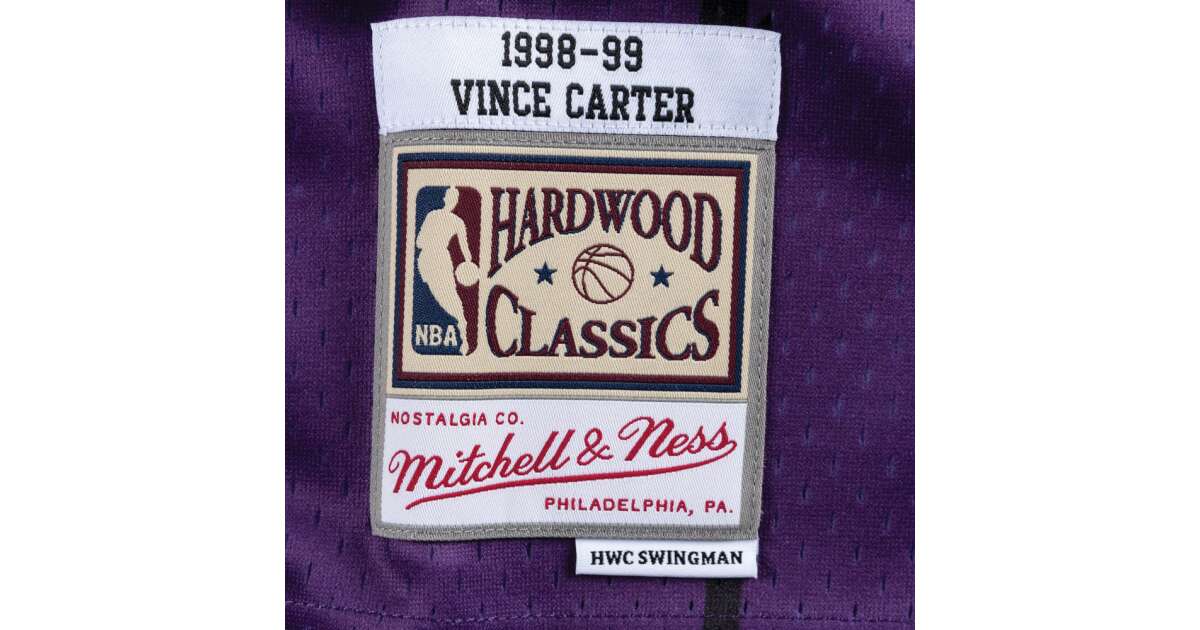 1998-99
VINCE CARTER
HARDWOOD
CLASSICS
NBA
NOSTALGIA CO.
Mitchell & Ness
PHILADELPHIA, PA.
HWC SWINGMAN